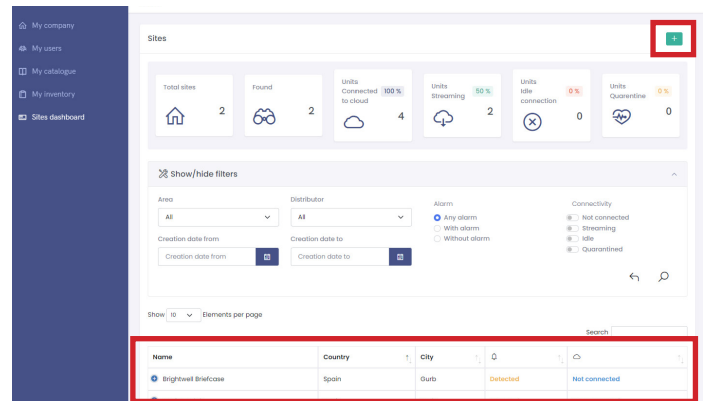 My company
My users
My catalogue
My inventory
Sites dashboard
Sites
+
Total sites
2
Found
2
Units
Connected 100 %
to cloud
4
Units
Streaming 50 %
2
Units
Idle 0 %
connection
0
Units
Quarentine 0 %
0
Show/hide filters
Area
All
Distributor
All
Creation date from
Creation date from
Creation date to
Creation date to
Alarm
Any alarm
With alarm
Without alarm
Connectivity
Not connected
Streaming
Idle
Quarantined
Show 10 Elements per page
Search
Name Country City
Brightwell Briefcase Spain Gurb Detected Not connected